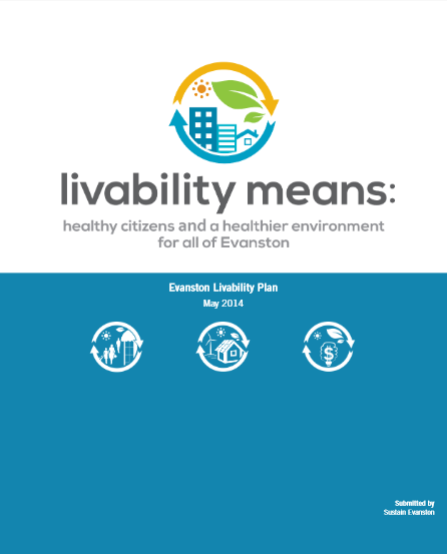 livability means:
healthy citizens and a healthier environment
for all of Evanston
Evanston Livability Plan
May 2014
$
Submitted by
Sustain Evanston